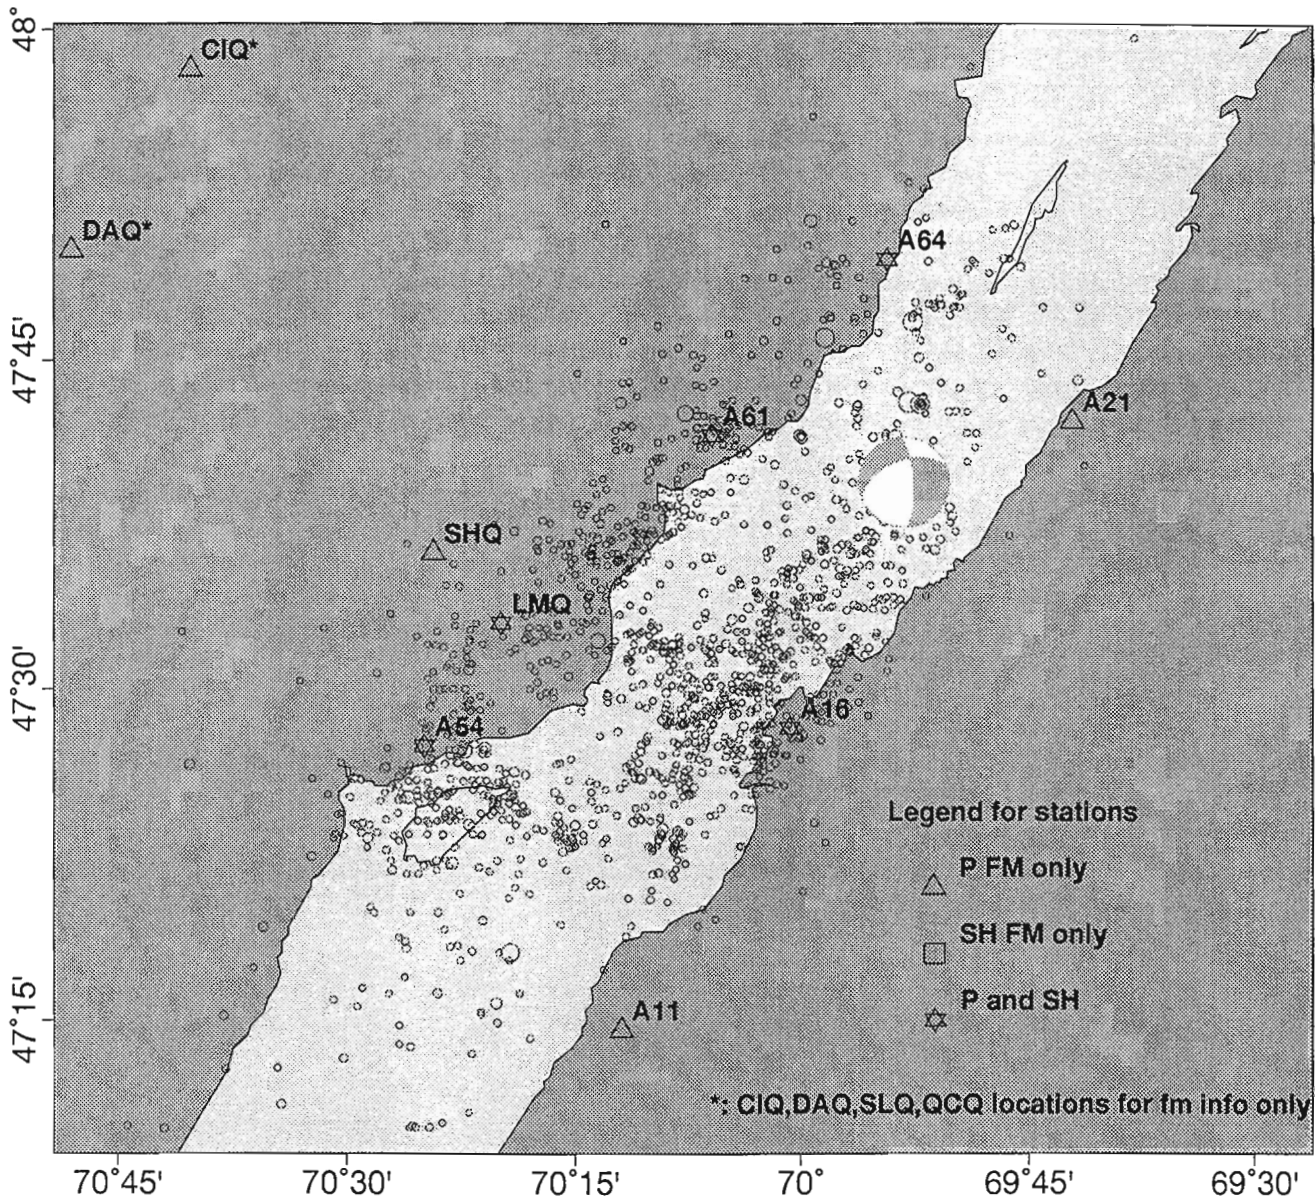 48°
CIQ*
DAQ*
A64
47°45'
A61
A21
SHQ
LMQ
47°30'
A54
A16
Legend for stations
P FM only
SH FM only
P and SH
47°15'
A11
*: CIQ,DAQ,SLQ,QCQ locations for fm info only
70°45'
70°30'
70°15'
70°
69°45'
69°30'